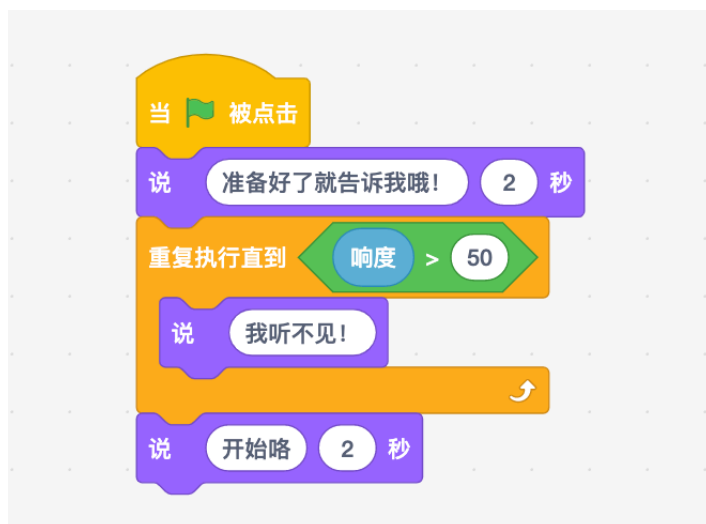 当 被点击
说 准备好了就告诉我哦! 2 秒
重复执行直到 响度 > 50
说 我听不见!
说 开始咯 2 秒